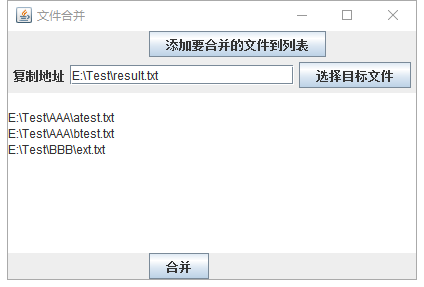 文件合并
添加要合并的文件到列表
复制地址 E:\Test\result.txt 选择目标文件
E:\Test\AAA\atest.txt
E:\Test\AAA\btest.txt
E:\Test\BBB\ext.txt
合并